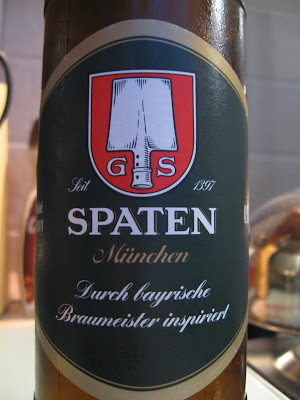 G S
Seit 1397
SPATEN
München
Durch bayrische
Braumeister inspiriert